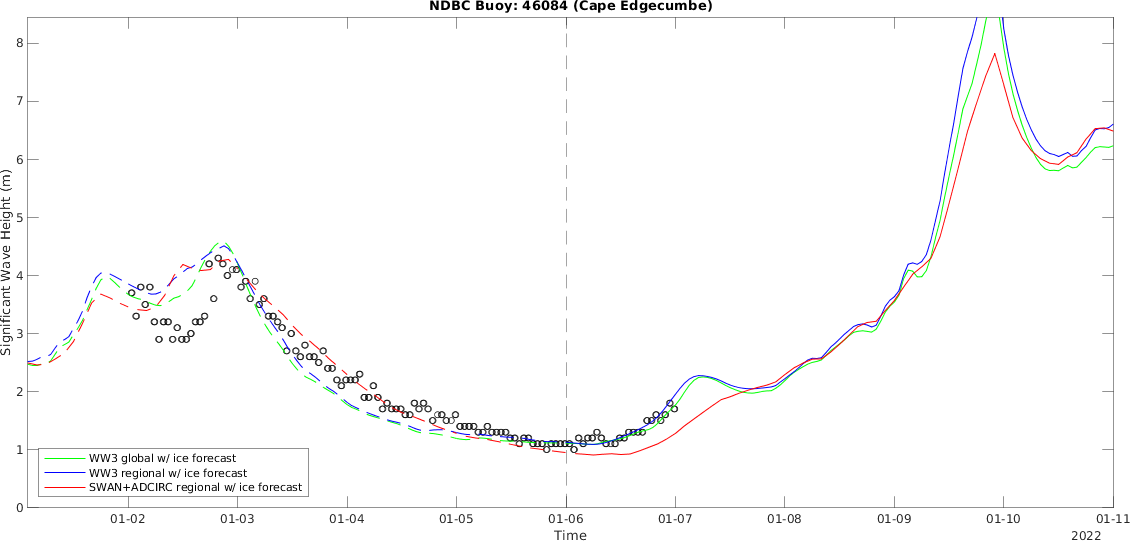 NDBC Buoy: 46084 (Cape Edgecumbe)
8
7
6
5
4
3
2
1
0
Significant Wave Height (m)
WW3 global w/ ice forecast
WW3 regional w/ ice forecast
SWAN+ADCIRC regional w/ ice forecast
01-02 01-03 01-04 01-05 01-06 01-07 01-08 01-09 01-10 01-11
Time
2022